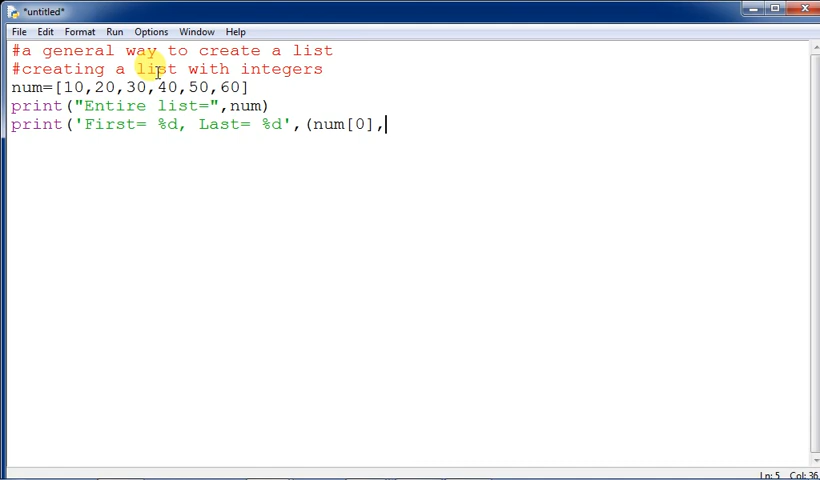 *untitled*
File Edit Format Run Options Window Help
#a general way to create a list
#creating a list with integers
num=[10,20,30,40,50,60]
print("Entire list=",num)
print('First= %d, Last= %d',(num[0],
Ln: 5 Col: 36